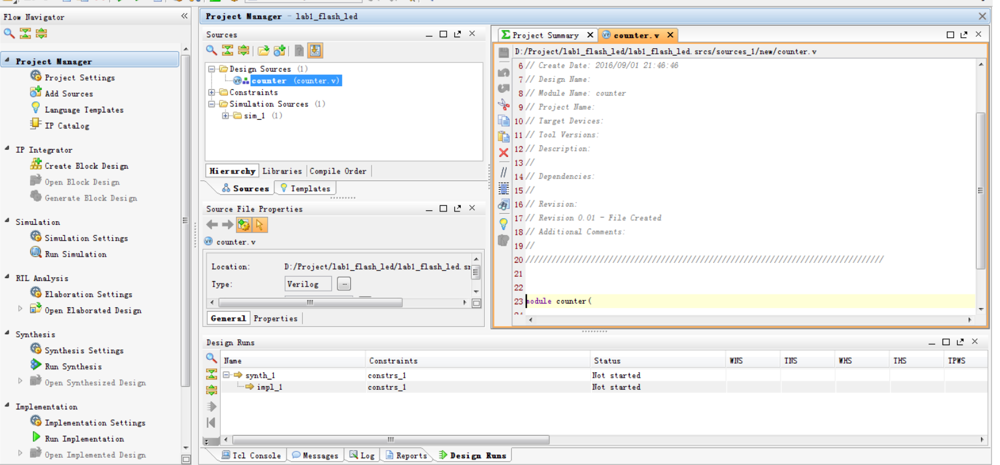 Flow Navigator
Project Manager
Project Settings
Add Sources
Language Templates
IP Catalog
IP Integrator
Create Block Design
Open Block Design
Generate Block Design
Simulation
Simulation Settings
Run Simulation
RTL Analysis
Elaboration Settings
Open Elaborated Design
Synthesis
Synthesis Settings
Run Synthesis
Open Synthesized Design
Implementation
Implementation Settings
Run Implementation
Open Implemented Design
Project Manager - lab1_flash_led
Sources
Design Sources (1)
counter (counter.v)
Constraints
Simulation Sources (1)
sim_1 (1)
Hierarchy Libraries Compile Order
Sources Templates
Source File Properties
counter.v
Location: D:/Project/lab1_flash_led/lab1_flash_led.sr
Type: Verilog ...
General Properties
Project Summary counter.v
D:/Project/lab1_flash_led/lab1_flash_led.srcs/sources_1/new/counter.v
6 // Create Date: 2016/09/01 21:46:46
7 // Design Name:
8 // Module Name: counter
9 // Project Name:
10 // Target Devices:
11 // Tool Versions:
12 // Description:
13 //
14 // Dependencies:
15 //
16 // Revision:
17 // Revision 0.01 - File Created
18 // Additional Comments:
19 //
20 //////////////////////////////////////////////////////////////////////////////////
21
22
23 module counter(
Design Runs
Name Constraints Status WNS TNS WHS THS TPWS
synth_1 constrs_1 Not started
impl_1 constrs_1 Not started
Tcl Console Messages Log Reports Design Runs